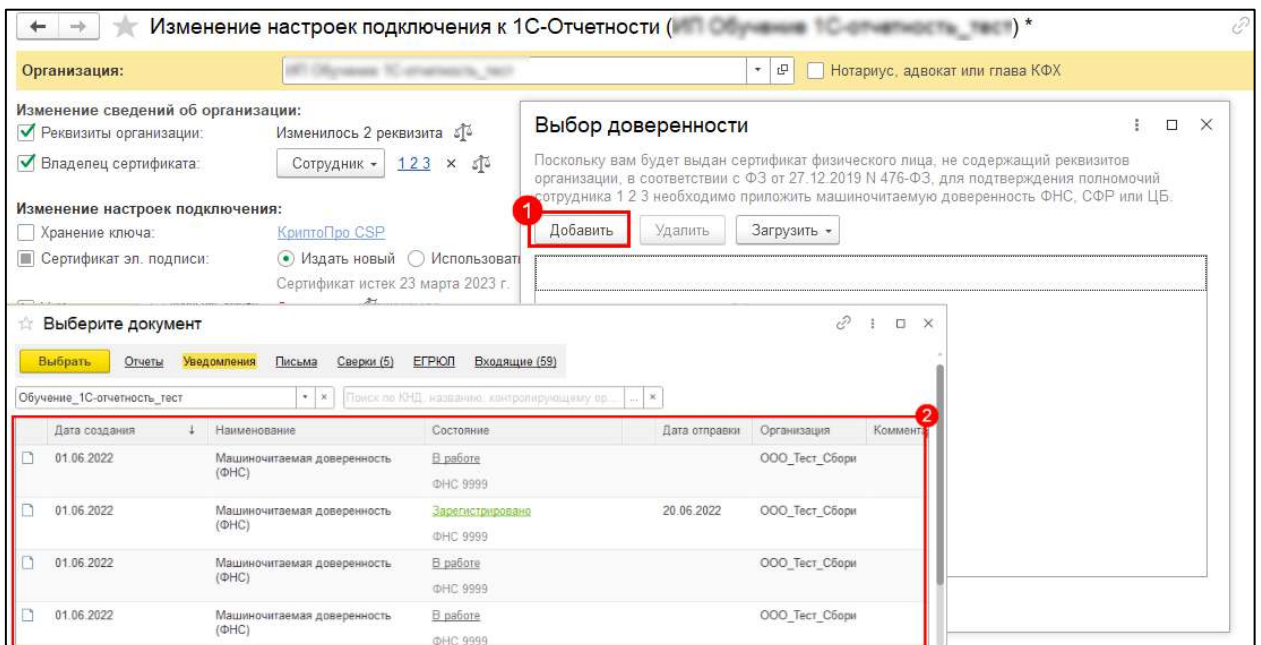 Изменение настроек подключения к 1С-Отчетности ( ) *
Организация:
Нотариус, адвокат или глава КФХ
Изменение сведений об организации:
Реквизиты организации: Изменилось 2 реквизита
Владелец сертификата: Сотрудник 1 2 3 ×
Изменение настроек подключения:
Хранение ключа: КриптоПро CSP
Сертификат эл. подписи: Издать новый Использовать
Сертификат истек 23 марта 2023 г.
Выбор доверенности
Поскольку вам будет выдан сертификат физического лица, не содержащий реквизитов
организации, в соответствии с ФЗ от 27.12.2019 N 476-ФЗ, для подтверждения полномочий
сотрудника 1 2 3 необходимо приложить машиночитаемую доверенность ФНС, СФР или ЦБ.
1
Добавить Удалить Загрузить
Выберите документ
Выбрать Отчеты Уведомления Письма Сверки (5) ЕГРЮЛ Входящие (59)
Обучение_1С-отчетность_тест Поиск по КНД, названию, контролирующему ор...
2
Дата создания ↓ Наименование Состояние Дата отправки Организация Коммента
01.06.2022 Машиночитаемая доверенность В работе ООО_Тест_Сбори
(ФНС)
ФНС 9999
01.06.2022 Машиночитаемая доверенность Зарегистрировано 20.06.2022 ООО_Тест_Сбори
(ФНС)
ФНС 9999
01.06.2022 Машиночитаемая доверенность В работе ООО_Тест_Сбори
(ФНС)
ФНС 9999
01.06.2022 Машиночитаемая доверенность В работе ООО_Тест_Сбори
(ФНС)
ФНС 9999